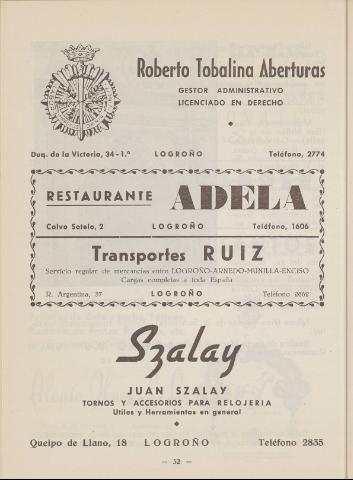 Roberto Tobalina Aberturas
GESTOR ADMINISTRATIVO
LICENCIADO EN DERECHO
Duq. de la Victoria, 34-1.° LOGROÑO Teléfono, 2774
RESTAURANTE ADELA
Calvo Sotelo, 2 LOGROÑO Teléfono, 1606
Transportes RUIZ
Servicio regular de mercancías entre LOGROÑO-ARNEDO-MUNILLA-ENCISO
Cargas completas a toda España
R. Argentina, 37 LOGROÑO Teléfono
Szalay
JUAN SZALAY
TORNOS Y ACCESORIOS PARA RELOJERIA
Utiles y Herramientas en general
Queipo de Llano, 18 LOGROÑO Teléfono 2835
— 52 —